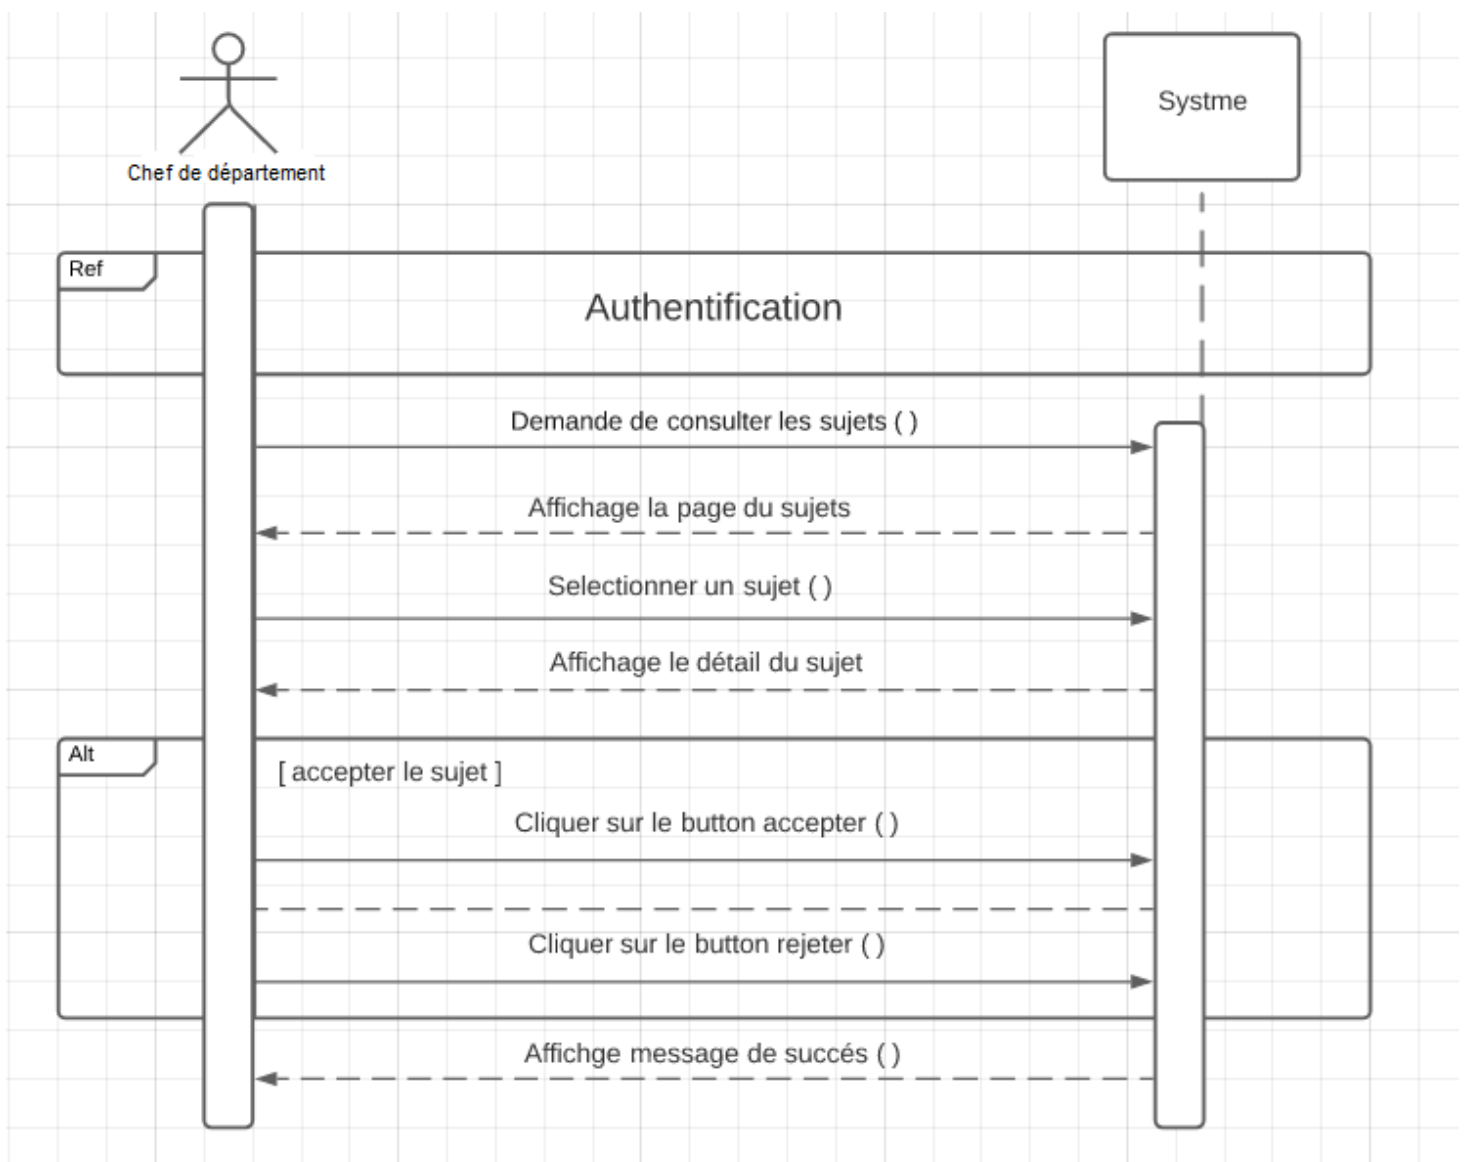 Systme
Chef de département
Ref
Authentification
Demande de consulter les sujets ( )
Affichage la page du sujets
Selectionner un sujet ( )
Affichage le détail du sujet
Alt
[ accepter le sujet ]
Cliquer sur le button accepter ( )
Cliquer sur le button rejeter ( )
Affichge message de succés ( )